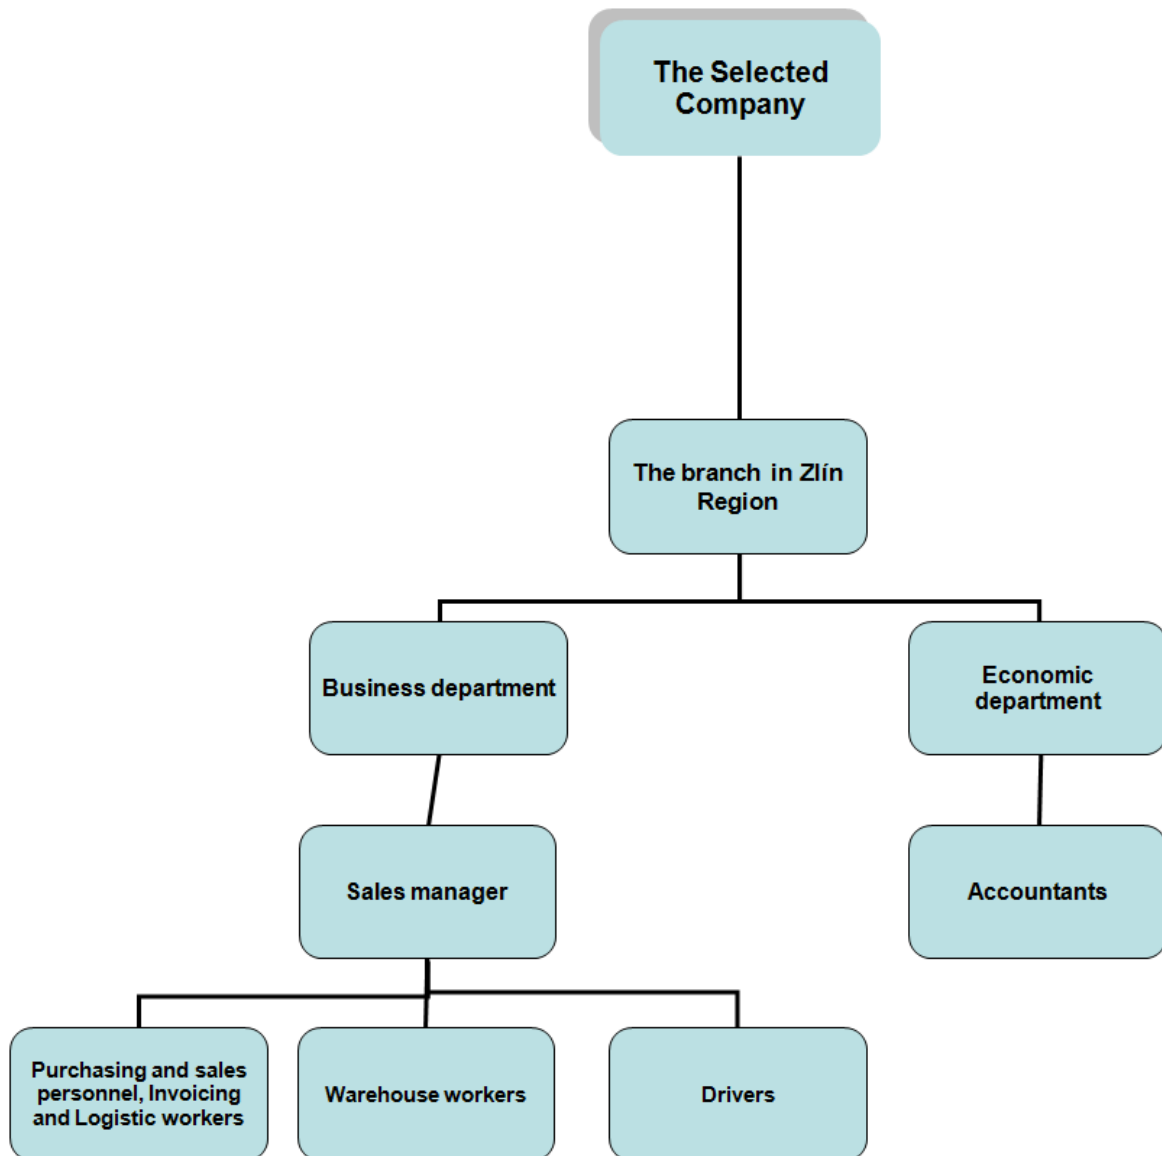 The Selected
Company
The branch in Zlín
Region
Business department
Economic
department
Sales manager
Accountants
Purchasing and sales
personnel, Invoicing
and Logistic workers
Warehouse workers
Drivers